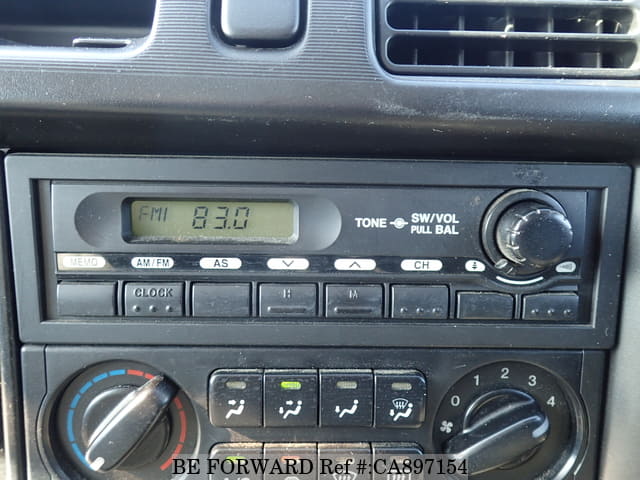 FM1 83.0
TONE SW/VOL
PULL BAL
MEMO AM/FM AS CH
CLOCK H M
0 1 2 3 4
BE FORWARD Ref#:CA897154